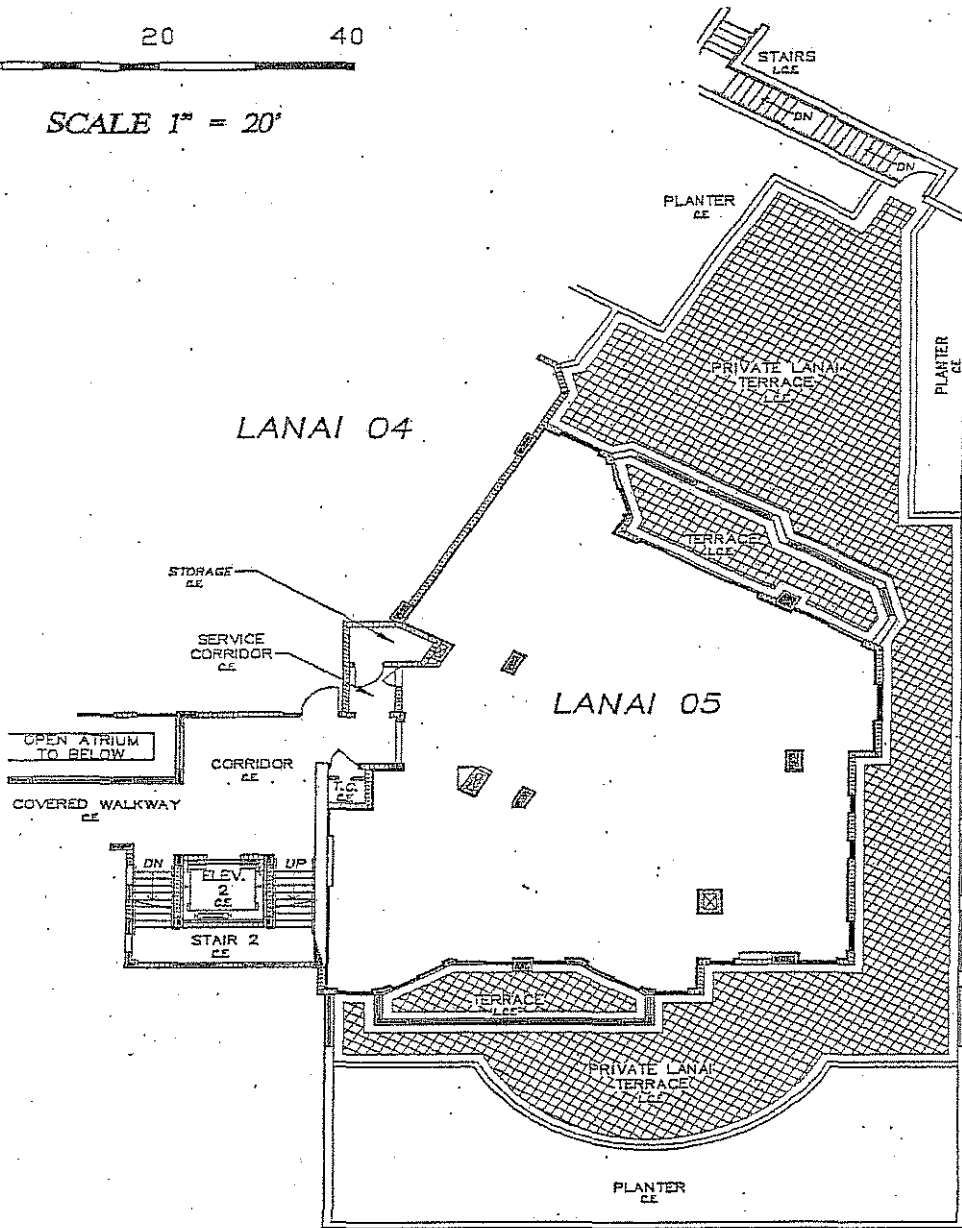 20 40
SCALE 1" = 20'
STAIRS
L.C.E.
DN
DN
PLANTER
C.E.
PRIVATE LANAI
TERRACE
L.C.E.
PLANTER
C.E.
LANAI 04
TERRACE
L.C.E.
STORAGE
C.E.
SERVICE
CORRIDOR
C.E.
LANAI 05
OPEN ATRIUM
TO BELOW
CORRIDOR
C.E.
T.C.
C.E.
COVERED WALKWAY
C.E.
DN
ELEV.
2
C.E.
UP
STAIR 2
C.E.
TERRACE
L.C.E.
PRIVATE LANAI
TERRACE
L.C.E.
PLANTER
C.E.